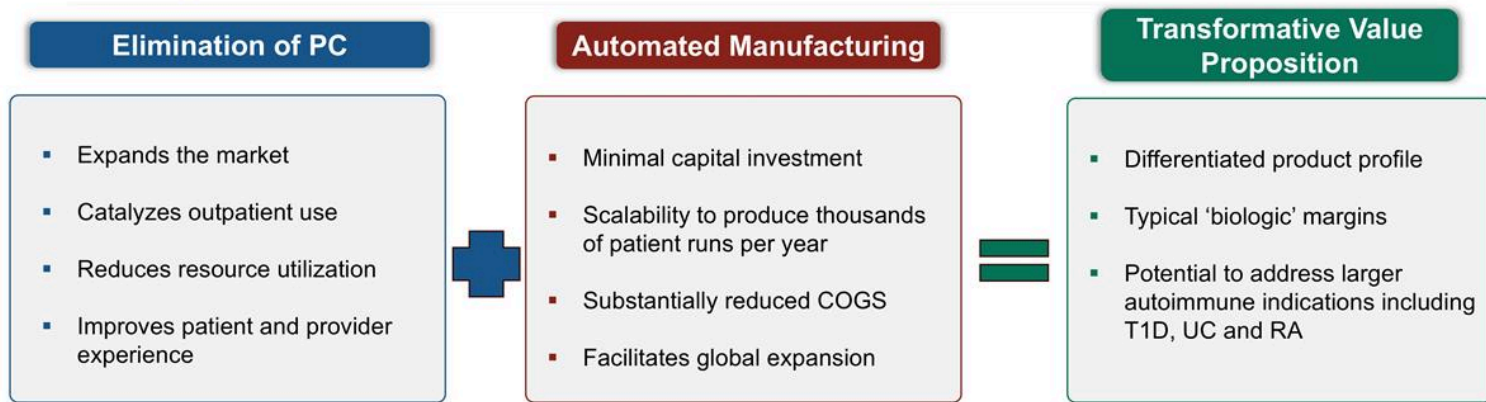 Elimination of PC
Expands the market
Catalyzes outpatient use
Reduces resource utilization
Improves patient and provider
experience
Automated Manufacturing
Minimal capital investment
Scalability to produce thousands
of patient runs per year
Substantially reduced COGS
Facilitates global expansion
Transformative Value
Proposition
Differentiated product profile
Typical ‘biologic’ margins
Potential to address larger
autoimmune indications including
T1D, UC and RA